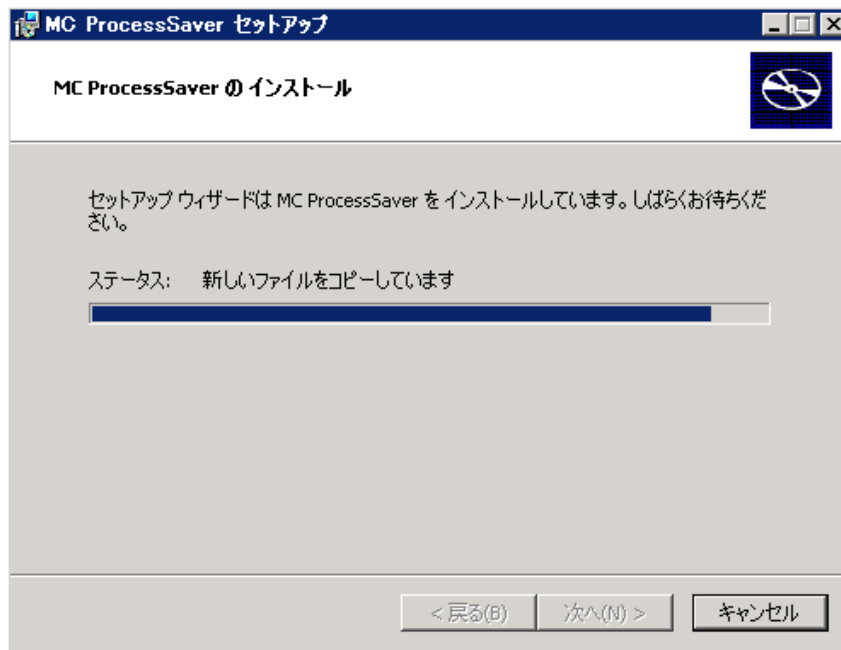 MC ProcessSaver セットアップ
MC ProcessSaver のインストール
セットアップ ウィザードは MC ProcessSaver をインストールしています。しばらくお待ちくだ
さい。
ステータス: 新しいファイルをコピーしています
< 戻る(B) 次へ(N) > キャンセル